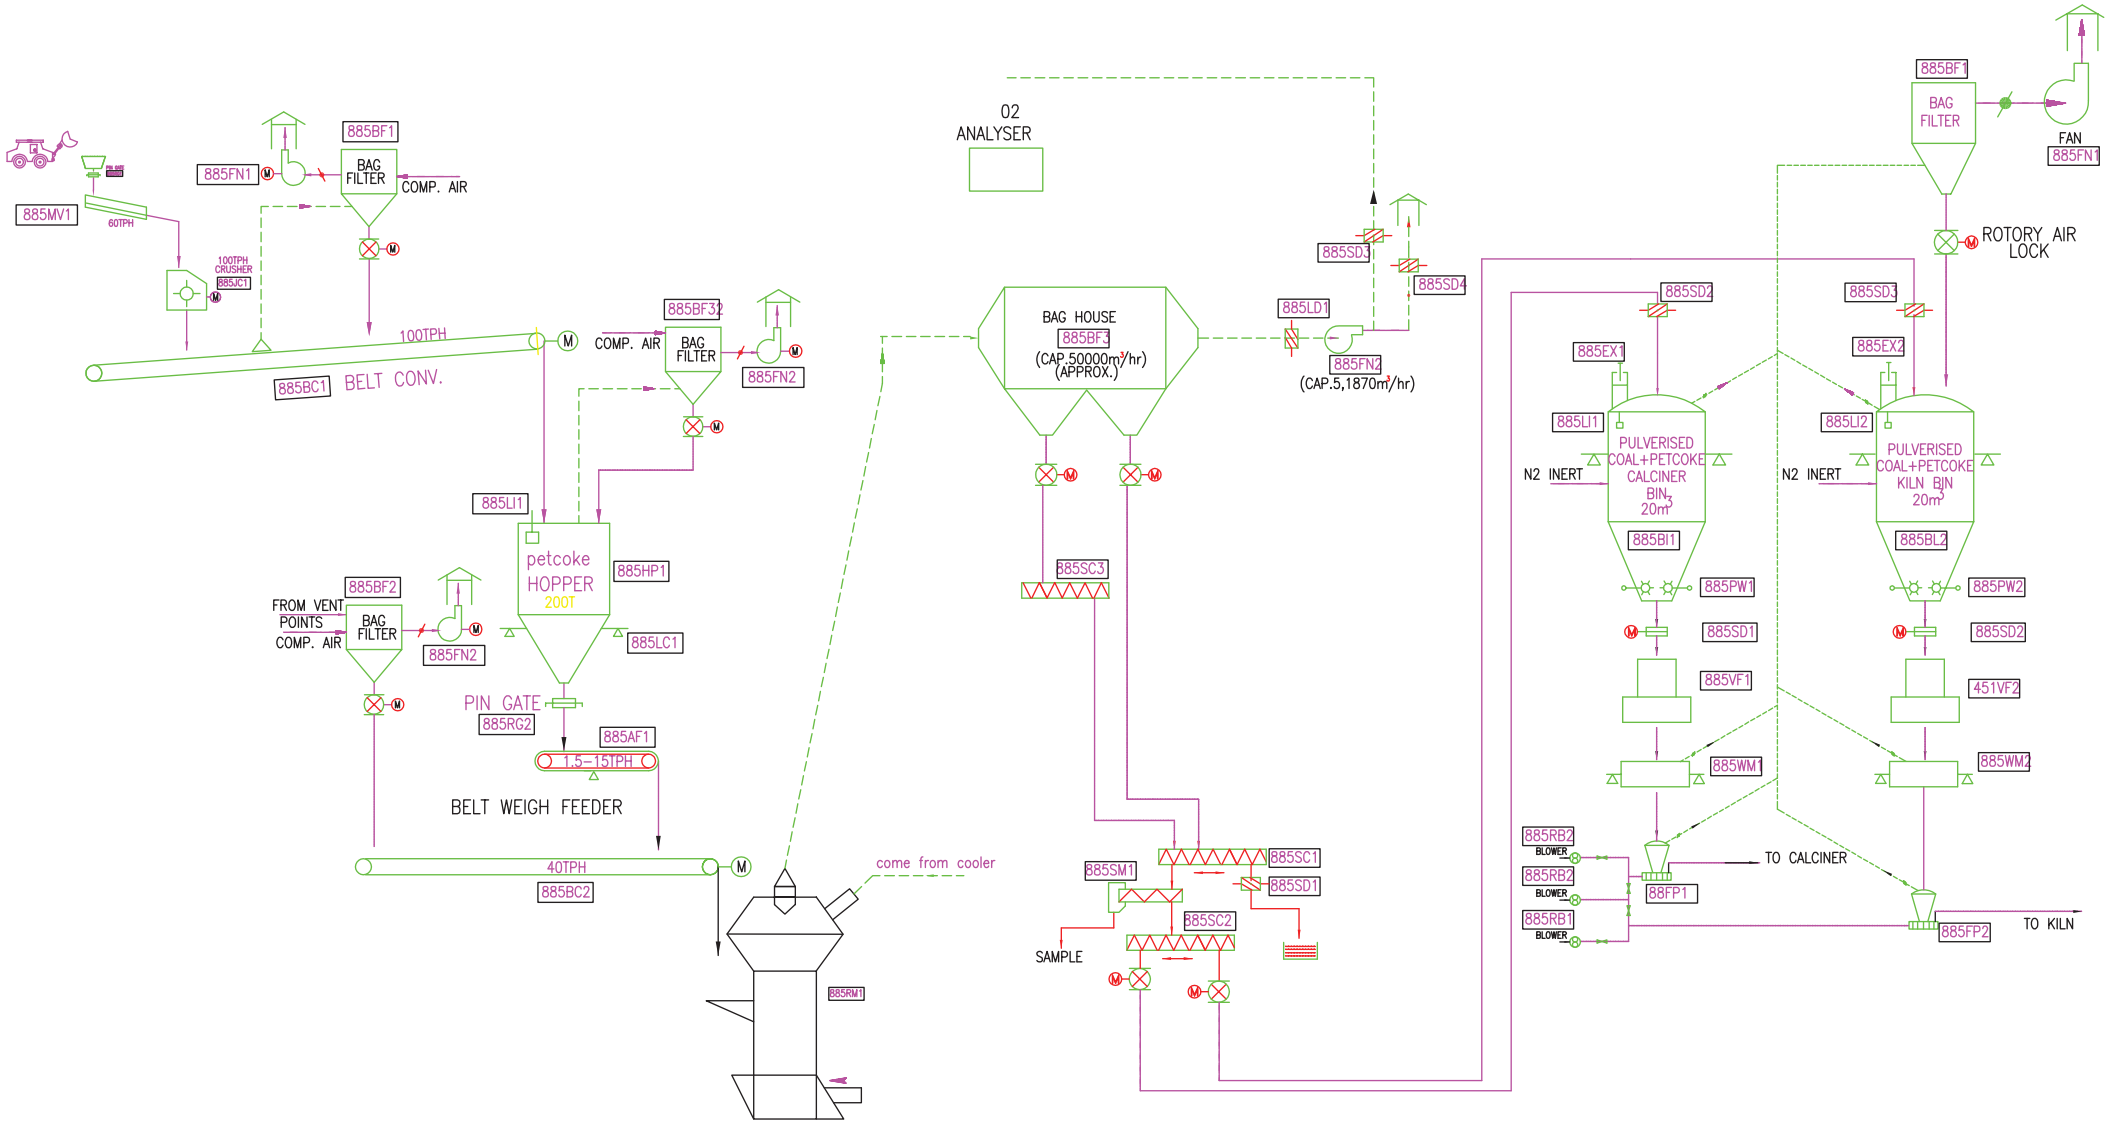 885BF1
BAG
FILTER
COMP. AIR
885FN1
M
M
885MV1
60TPH
100TPH
CRUSHER
885JC1
M
100TPH
M
885BC1
BELT CONV.
885BF32
COMP. AIR
BAG
FILTER
M
885FN2
M
885LI1
petcoke
HOPPER
200T
885HP1
885LC1
885BF2
FROM VENT
POINTS
COMP. AIR
BAG
FILTER
M
885FN2
M
PIN GATE
885RG2
885AF1
1.5-15TPH
BELT WEIGH FEEDER
40TPH
M
885BC2
come from cooler
885RM1
O2
ANALYSER
BAG HOUSE
885BF3
(CAP.50000m³/hr)
(APPROX.)
M
M
885SD3
885SD4
885LD1
885FN2
(CAP.5,1870m³/hr)
885SC3
885SC1
885SM1
885SD1
885SC2
SAMPLE
M
M
885BF1
BAG
FILTER
FAN
885FN1
M
ROTORY AIR
LOCK
885SD2
885SD3
885EX1
885EX2
885LI1
885LI2
PULVERISED
COAL+PETCOKE
CALCINER
BIN
20m³
N2 INERT
PULVERISED
COAL+PETCOKE
KILN BIN
20m³
N2 INERT
885BI1
885BL2
885PW1
885PW2
M
885SD1
M
885SD2
885VF1
451VF2
885WM1
885WM2
885RB2
BLOWER
885RB2
BLOWER
885RB1
BLOWER
TO CALCINER
88FP1
TO KILN
885FP2